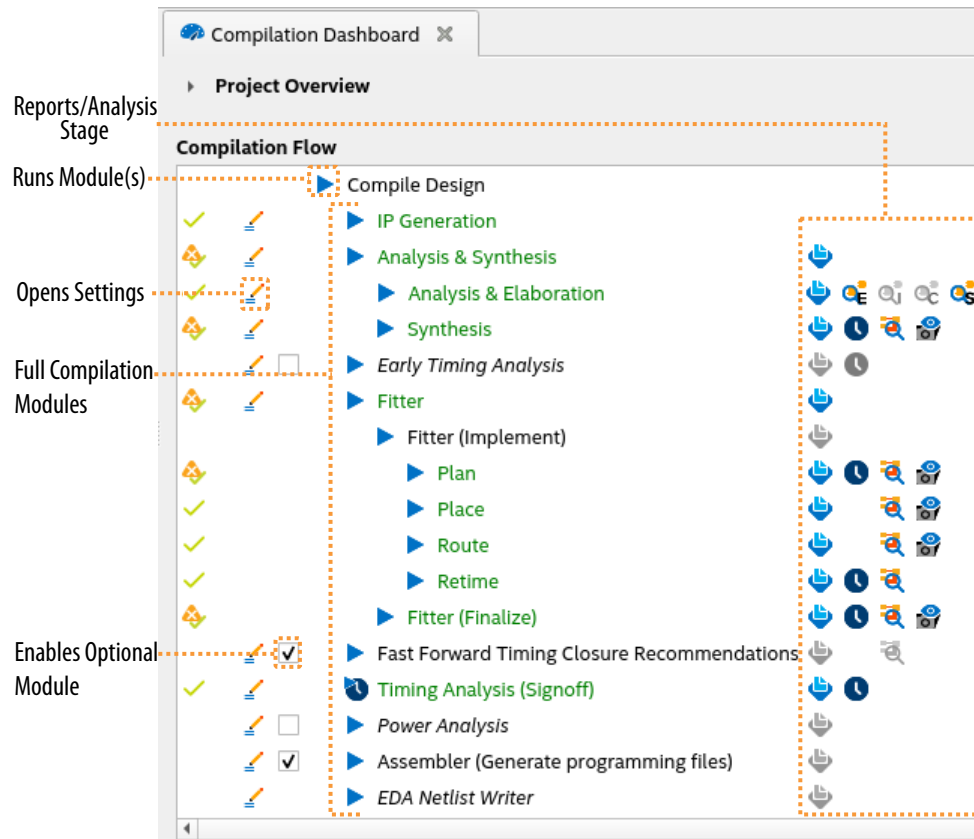 Compilation Dashboard
Project Overview
Reports/Analysis
Stage
Compilation Flow
Runs Module(s)
Compile Design
IP Generation
Analysis & Synthesis
Opens Settings
Analysis & Elaboration
E
J
C
S
Synthesis
Full Compilation
Modules
Early Timing Analysis
Fitter
Fitter (Implement)
Plan
Place
Route
Retime
Fitter (Finalize)
Enables Optional
Module
Fast Forward Timing Closure Recommendations
Timing Analysis (Signoff)
Power Analysis
Assembler (Generate programming files)
EDA Netlist Writer